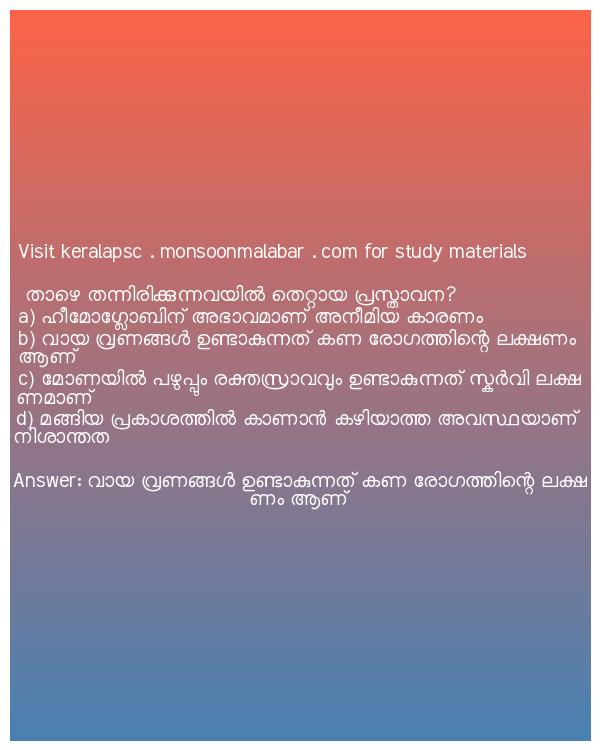 Visit keralapsc . monsoonmalabar . com for study materials
താഴെ തന്നിരിക്കുന്നവയിൽ തെറ്റായ പ്രസ്താവന?
a) ഹീമോഗ്ലോബിന് അഭാവമാണ് അനീമിയ കാരണം
b) വായ വ്രണങ്ങൾ ഉണ്ടാകുന്നത് കണ രോഗത്തിന്റെ ലക്ഷണം
ആണ്
c) മോണയിൽ പഴുപ്പും രക്തസ്രാവവും ഉണ്ടാകുന്നത് സ്കർവി ലക്ഷ
ണമാണ്
d) മങ്ങിയ പ്രകാശത്തിൽ കാണാൻ കഴിയാത്ത അവസ്ഥയാണ്
നിശാന്തത
Answer: വായ വ്രണങ്ങൾ ഉണ്ടാകുന്നത് കണ രോഗത്തിന്റെ ലക്ഷ
ണം ആണ്